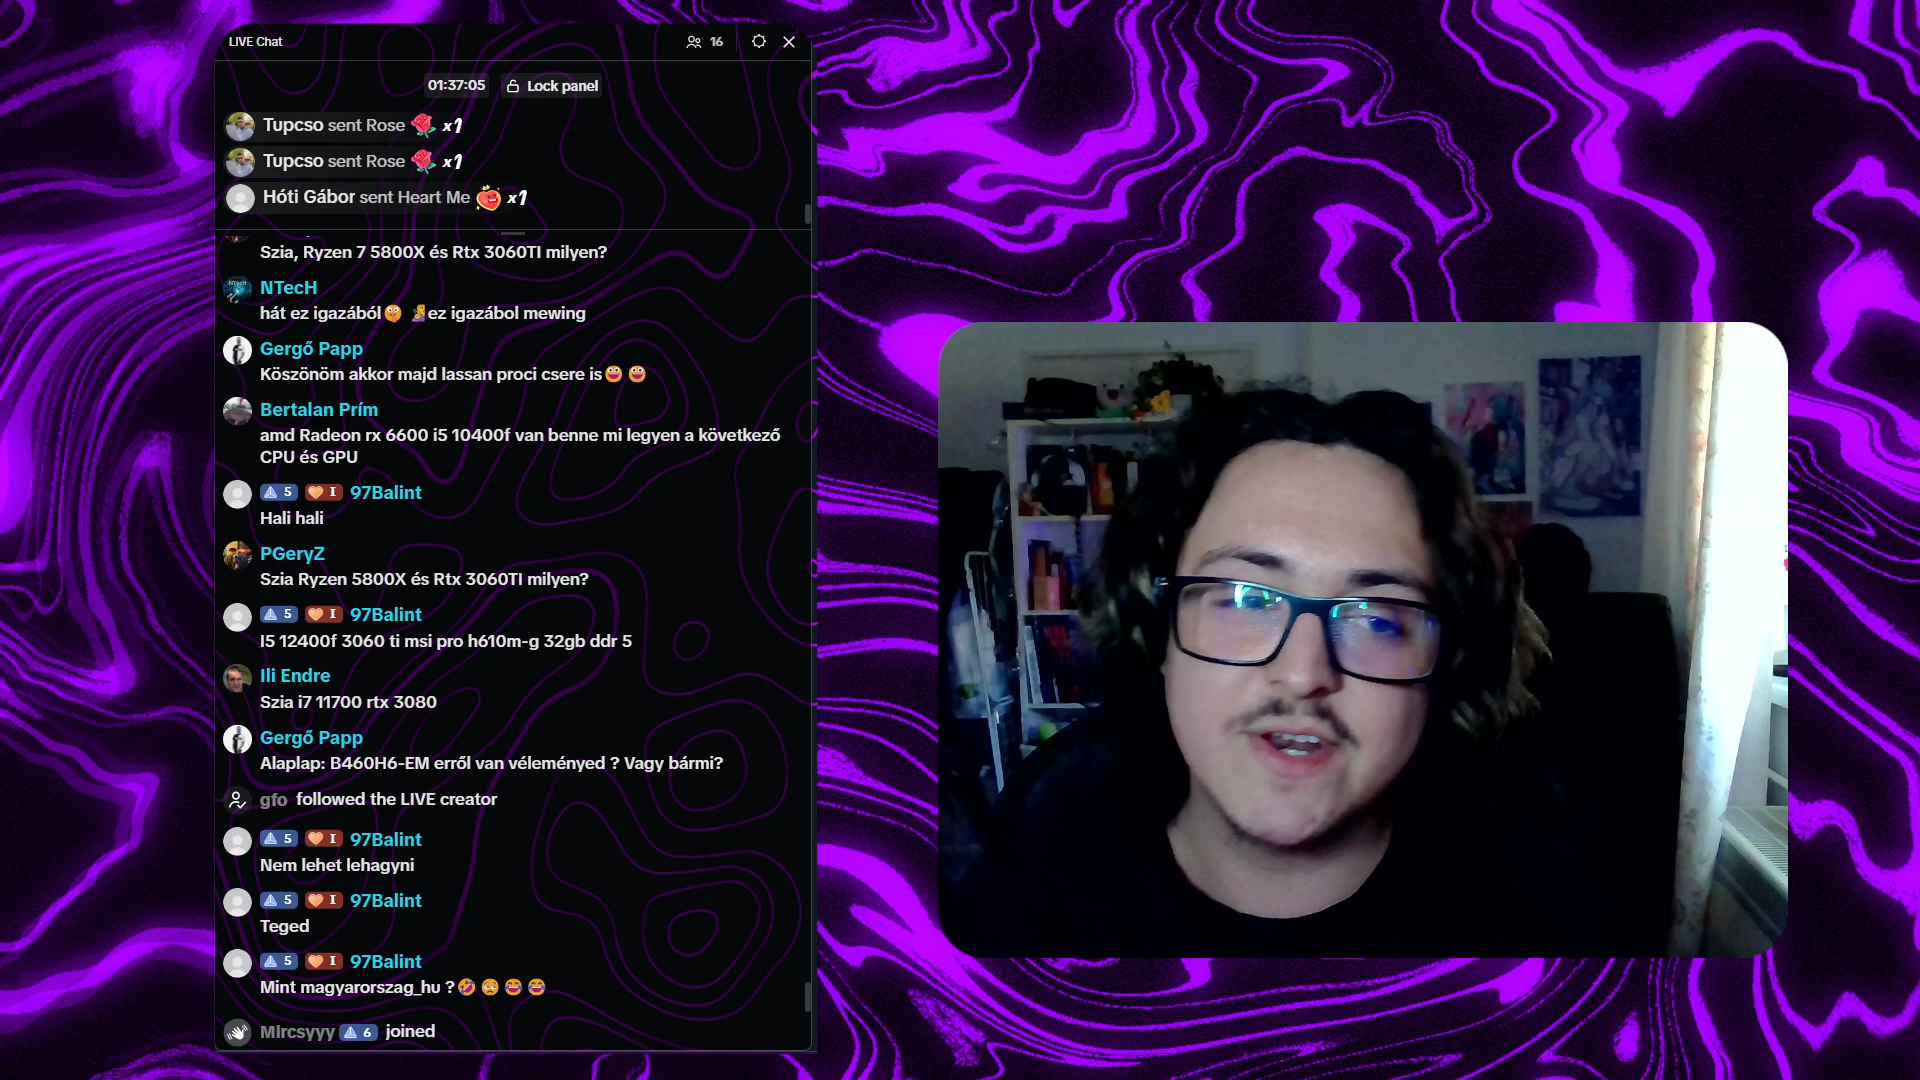 LIVE Chat
16
01:37:05
Lock panel
Tupcso sent Rose x1
Tupcso sent Rose x1
Hóti Gábor sent Heart Me x1
Szia, Ryzen 7 5800X és Rtx 3060TI milyen?
NTecH
hát ez igazából ez igazábol mewing
Gergő Papp
Köszönöm akkor majd lassan proci csere is
Bertalan Prím
amd Radeon rx 6600 i5 10400f van benne mi legyen a következő
CPU és GPU
5 I 97Balint
Hali hali
PGeryZ
Szia Ryzen 5800X és Rtx 3060TI milyen?
5 I 97Balint
I5 12400f 3060 ti msi pro h610m-g 32gb ddr 5
Ili Endre
Szia i7 11700 rtx 3080
Gergő Papp
Alaplap: B460H6-EM erről van véleményed ? Vagy bármi?
gfo followed the LIVE creator
5 I 97Balint
Nem lehet lehagyni
5 I 97Balint
Teged
5 I 97Balint
Mint magyarorszag_hu ?
Mircsyyy 6 joined